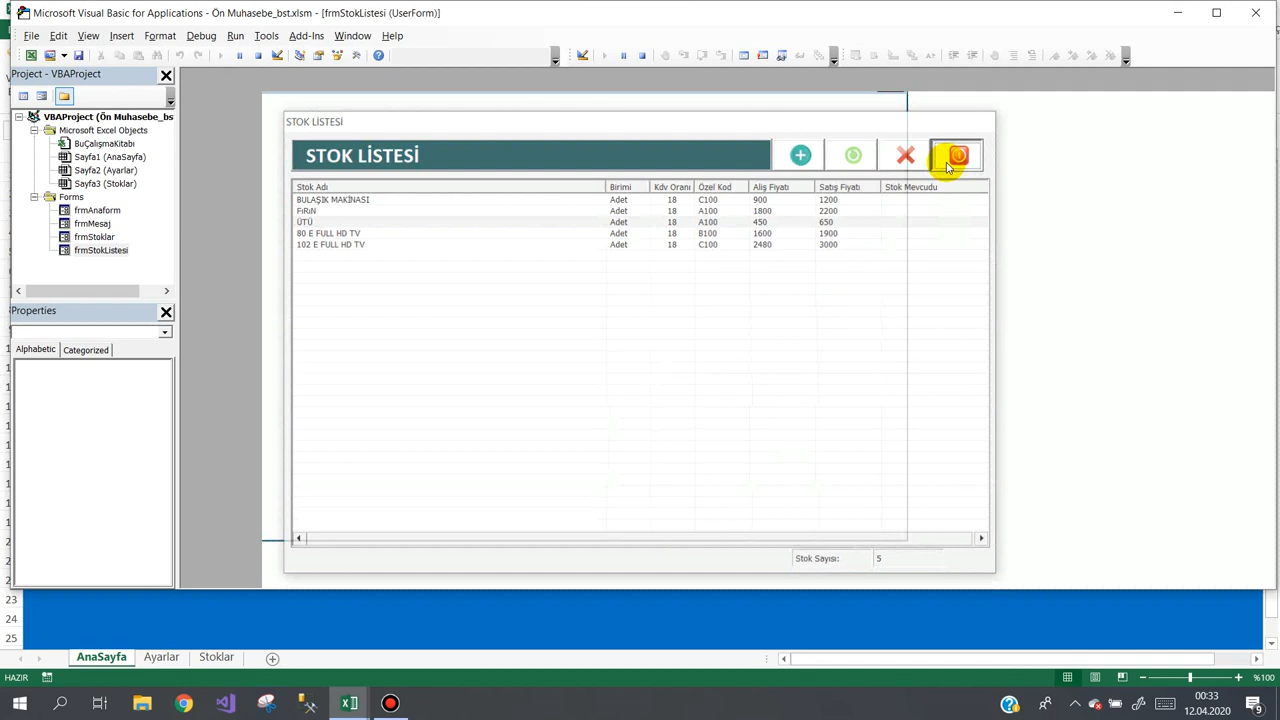 Microsoft Visual Basic for Applications - Ön Muhasebe_bst.xlsm - [frmStokListesi (UserForm)]
File Edit View Insert Format Debug Run Tools Add-Ins Window Help
Project - VBAProject
VBAProject (Ön Muhasebe_bst
Microsoft Excel Objects
BuÇalışmaKitabı
Sayfa1 (AnaSayfa)
Sayfa2 (Ayarlar)
Sayfa3 (Stoklar)
Forms
frmAnaform
frmMesaj
frmStoklar
frmStokListesi
Properties
Alphabetic Categorized
STOK LİSTESİ
STOK LİSTESİ
Stok Adı Birimi Kdv Oranı Özel Kod Aliş Fiyatı Satış Fiyatı Stok Mevcudu
BULAŞIK MAKİNASI Adet 18 C100 900 1200
FıRıN Adet 18 A100 1800 2200
ÜTÜ Adet 18 A100 450 650
80 E FULL HD TV Adet 18 B100 1600 1900
102 E FULL HD TV Adet 18 C100 2480 3000
Stok Sayısı: 5
23
24
25
AnaSayfa Ayarlar Stoklar
HAZIR %100
00:33
12.04.2020
9